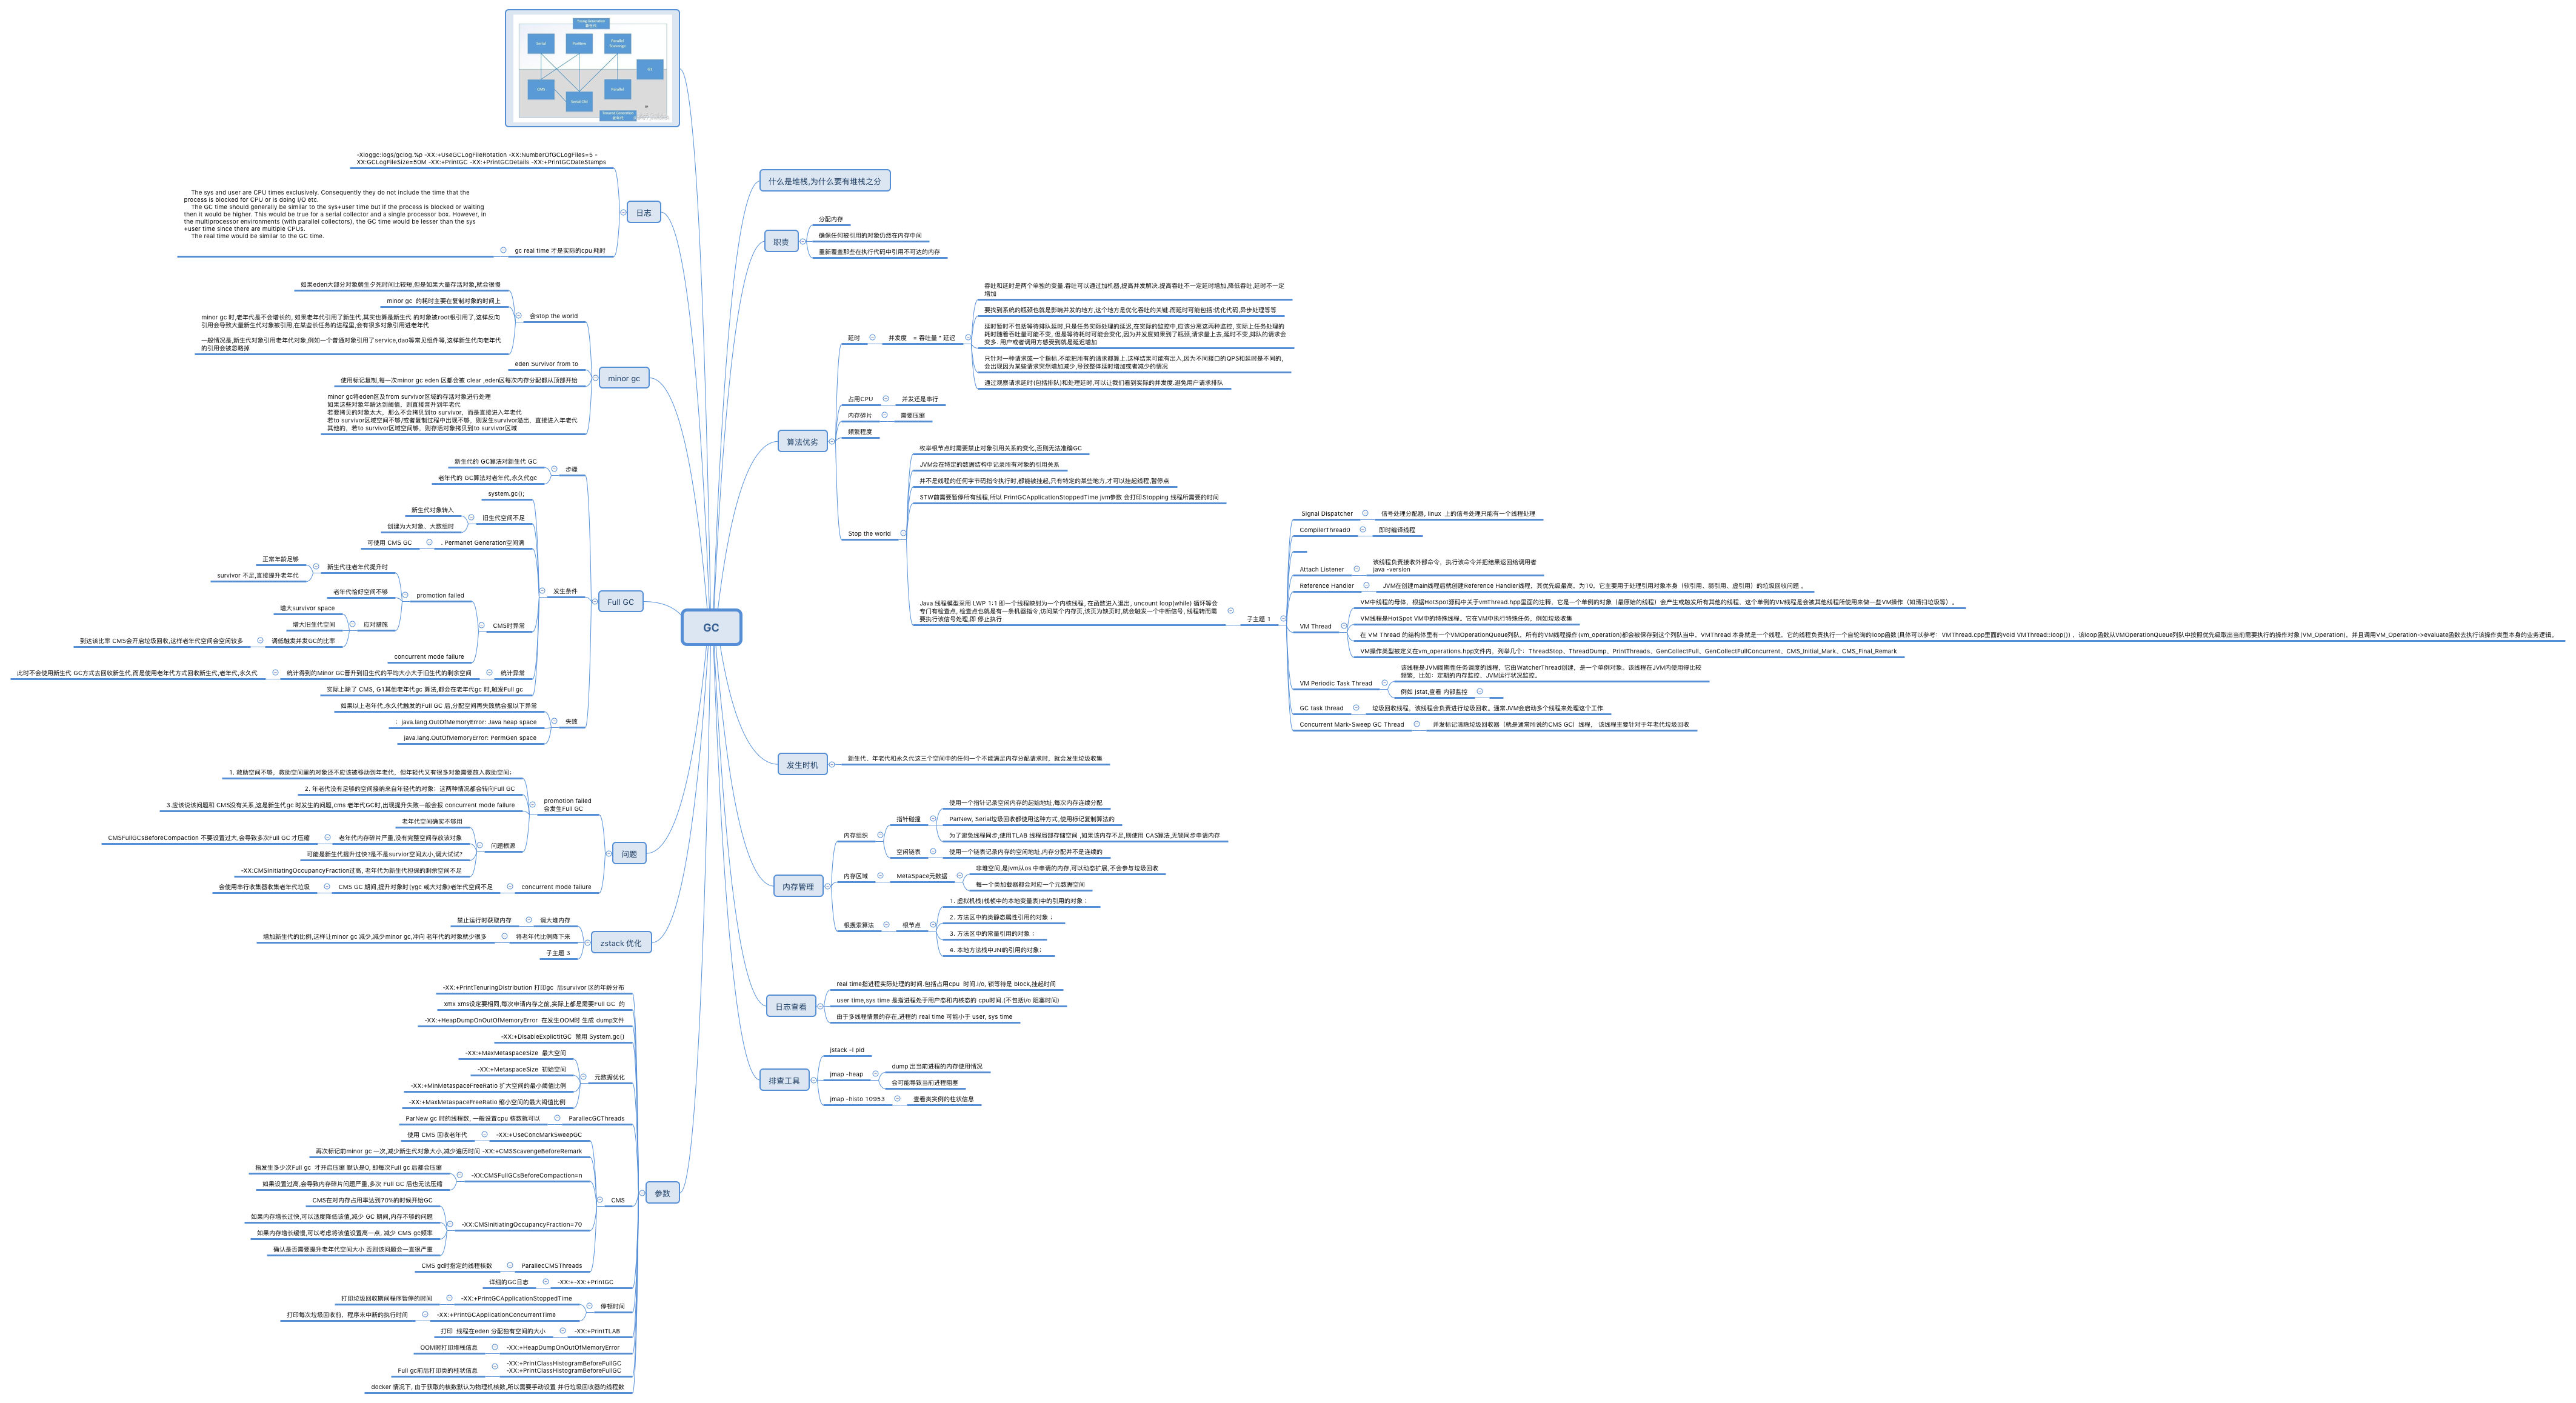 Young Generation
新生代
Serial
ParNew
Parallel
Scavenge
G1
CMS
Serial Old
Parallel
Tenured Generation
老年代
-Xloggc:logs/gclog.%p -XX:+UseGCLogFileRotation -XX:NumberOfGCLogFiles=5 -
XX:GCLogFileSize=50M -XX:+PrintGC -XX:+PrintGCDetails -XX:+PrintGCDateStamps
日志
The sys and user are CPU times exclusively. Consequently they do not include the time that the
process is blocked for CPU or is doing I/O etc.
The GC time should generally be similar to the sys+user time but if the process is blocked or waiting
then it would be higher. This would be true for a serial collector and a single processor box. However, in
the multiprocessor environments (with parallel collectors), the GC time would be lesser than the sys
+user time since there are multiple CPUs.
The real time would be similar to the GC time.
gc real time 才是实际的cpu 耗时
如果eden大部分对象朝生夕死时间比较短,但是如果大量存活对象,就会很慢
minor gc 的耗时主要在复制对象的时间上
minor gc 时,老年代是不会增长的, 如果老年代引用了新生代,其实也算是新生代 的对象被root根引用了,这样反向
引用会导致大量新生代对象被引用,在某些长任务的进程里,会有很多对象引用进老年代
一般情况是,新生代对象引用老年代对象,例如一个普通对象引用了service,dao等常见组件等,这样新生代向老年代
的引用会被忽略掉
会stop the world
eden Survivor from to
使用标记复制,每一次minor gc eden 区都会被 clear ,eden区每次内存分配都从顶部开始
minor gc
minor gc将eden区及from survivor区域的存活对象进行处理
如果这些对象年龄达到阈值，则直接晋升到年老代
若要拷贝的对象太大，那么不会拷贝到to survivor，而是直接进入年老代
若to survivor区域空间不够/或者复制过程中出现不够，则发生survivor溢出，直接进入年老代
其他的，若to survivor区域空间够，则存活对象拷贝到to survivor区域
新生代的 GC算法对新生代 GC
老年代的 GC算法对老年代,永久代gc
步骤
system.gc();
新生代对象转入
创建为大对象、大数组时
旧生代空间不足
可使用 CMS GC
. Permanet Generation空间满
正常年龄足够
survivor 不足,直接提升老年代
新生代往老年代提升时
老年代恰好空间不够
增大survivor space
增大旧生代空间
到达该比率 CMS会开启垃圾回收,这样老年代空间会空间较多
调低触发并发GC的比率
应对措施
promotion failed
concurrent mode failure
CMS时异常
此时不会使用新生代 GC方式去回收新生代,而是使用老年代方式回收新生代,老年代,永久代
统计得到的Minor GC晋升到旧生代的平均大小大于旧生代的剩余空间
统计异常
实际上除了 CMS, G1其他老年代gc 算法,都会在老年代gc 时,触发Full gc
发生条件
Full GC
如果以上老年代,永久代触发的Full GC 后,分配空间再失败就会报以下异常
: java.lang.OutOfMemoryError: Java heap space
java.lang.OutOfMemoryError: PermGen space
失败
1. 救助空间不够，救助空间里的对象还不应该被移动到年老代，但年轻代又有很多对象需要放入救助空间;
2. 年老代没有足够的空间接纳来自年轻代的对象；这两种情况都会转向Full GC
3.应该说该问题和 CMS没有关系,这是新生代gc 时发生的问题,cms 老年代GC时,出现提升失败一般会报 concurrent mode failure
promotion failed
会发生Full GC
老年代空间确实不够用
CMSFullGCsBeforeCompaction 不要设置过大,会导致多次Full GC 才压缩
老年代内存碎片严重,没有完整空间存放该对象
可能是新生代提升过快?是不是survior空间太小,调大试试?
-XX:CMSInitiatingOccupancyFraction过高, 老年代为新生代担保的剩余空间不足
问题根源
问题
会使用串行收集器收集老年代垃圾
CMS GC 期间,提升对象时(ygc 或大对象)老年代空间不足
concurrent mode failure
禁止运行时获取内存
调大堆内存
增加新生代的比例,这样让minor gc 减少,减少minor gc,冲向 老年代的对象就少很多
将老年代比例降下来
子主题 3
zstack 优化
-XX:+PrintTenuringDistribution 打印gc 后survivor 区的年龄分布
xmx xms设定要相同,每次申请内存之前,实际上都是需要Full GC 的
-XX:+HeapDumpOnOutOfMemoryError 在发生OOM时 生成 dump文件
-XX:+DisableExplictitGC 禁用 System.gc()
-XX:+MaxMetaspaceSize 最大空间
-XX:+MetaspaceSize 初始空间
-XX:+MinMetaspaceFreeRatio 扩大空间的最小阈值比例
-XX:+MaxMetaspaceFreeRatio 缩小空间的最大阈值比例
元数据优化
ParNew gc 时的线程数, 一般设置cpu 核数就可以
ParallecGCThreads
使用 CMS 回收老年代
-XX:+UseConcMarkSweepGC
再次标记前minor gc 一次,减少新生代对象大小,减少遍历时间 -XX:+CMSScavengeBeforeRemark
指发生多少次Full gc 才开启压缩 默认是0, 即每次Full gc 后都会压缩
如果设置过高,会导致内存碎片问题严重,多次 Full GC 后也无法压缩
-XX:CMSFullGCsBeforeCompaction=n
CMS在对内存占用率达到70%的时候开始GC
如果内存增长过快,可以适度降低该值,减少 GC 期间,内存不够的问题
如果内存增长缓慢,可以考虑将该值设置高一点, 减少 CMS gc频率
确认是否需要提升老年代空间大小 否则该问题会一直很严重
-XX:CMSInitiatingOccupancyFraction=70
CMS
参数
CMS gc时指定的线程核数
ParallecCMSThreads
详细的GC日志
-XX:+-XX:+PrintGC
打印垃圾回收期间程序暂停的时间
-XX:+PrintGCApplicationStoppedTime
打印每次垃圾回收前，程序未中断的执行时间
-XX:+PrintGCApplicationConcurrentTime
停顿时间
打印 线程在eden 分配独有空间的大小
-XX:+PrintTLAB
OOM时打印堆栈信息
-XX:+HeapDumpOnOutOfMemoryError
Full gc前后打印类的柱状信息
-XX:+PrintClassHistogramBeforeFullGC
-XX:+PrintClassHistogramBeforeFullGC
docker 情况下, 由于获取的核数默认为物理机核数,所以需要手动设置 并行垃圾回收器的线程数
GC
什么是堆栈,为什么要有堆栈之分
职责
分配内存
确保任何被引用的对象仍然在内存中间
重新覆盖那些在执行代码中引用不可达的内存
算法优劣
延时
并发度 = 吞吐量 * 延迟
吞吐和延时是两个单独的变量.吞吐可以通过加机器,提高并发解决.提高吞吐不一定延时增加,降低吞吐,延时不一定
增加
要找到系统的瓶颈也就是影响并发的地方,这个地方是优化吞吐的关键.而延时可能包括:优化代码,异步处理等等
延时暂时不包括等待排队延时,只是任务实际处理的延迟,在实际的监控中,应该分离这两种监控, 实际上任务处理的
耗时随着吞吐量可能不变, 但是等待耗时可能会变化,因为并发度如果到了瓶颈,请求量上去,延时不变,排队的请求会
变多. 用户或者调用方感受到就是延迟增加
只针对一种请求或一个指标.不能把所有的请求都算上.这样结果可能有出入,因为不同接口的QPS和延时是不同的,
会出现因为某些请求突然增加减少,导致整体延时增加或者减少的情况
通过观察请求延时(包括排队)和处理延时,可以让我们看到实际的并发度.避免用户请求排队
占用CPU
并发还是串行
内存碎片
需要压缩
频繁程度
Stop the world
枚举根节点时需要禁止对象引用关系的变化,否则无法准确GC
JVM会在特定的数据结构中记录所有对象的引用关系
并不是线程的任何字节码指令执行时,都能被挂起,只有特定的某些地方,才可以挂起线程,暂停点
STW前需要暂停所有线程,所以 PrintGCApplicationStoppedTime jvm参数 会打印Stopping 线程所需要的时间
Java 线程模型采用 LWP 1:1 即一个线程映射为一个内核线程, 在函数进入退出, uncount loop(while) 循环等会
专门有检查点, 检查点也就是有一条机器指令,访问某个内存页,该页为缺页时,就会触发一个中断信号, 线程转而需
要执行该信号处理,即 停止执行
子主题 1
Signal Dispatcher
信号处理分配器, linux 上的信号处理只能有一个线程处理
CompilerThread0
即时编译线程
Attach Listener
该线程负责接收外部命令，执行该命令并把结果返回给调用者
java -version
Reference Handler
JVM在创建main线程后就创建Reference Handler线程，其优先级最高，为10，它主要用于处理引用对象本身（软引用、弱引用、虚引用）的垃圾回收问题 。
VM Thread
VM中线程的母体，根据HotSpot源码中关于vmThread.hpp里面的注释，它是一个单例的对象（最原始的线程）会产生或触发所有其他的线程，这个单例的VM线程是会被其他线程所使用来做一些VM操作（如清扫垃圾等）。
VM线程是HotSpot VM中的特殊线程。它在VM中执行特殊任务，例如垃圾收集
在 VM Thread 的结构体里有一个VMOperationQueue列队，所有的VM线程操作(vm_operation)都会被保存到这个列队当中，VMThread 本身就是一个线程，它的线程负责执行一个自轮询的loop函数(具体可以参考：VMThread.cpp里面的void VMThread::loop()) ，该loop函数从VMOperationQueue列队中按照优先级取出当前需要执行的操作对象(VM_Operation)，并且调用VM_Operation->evaluate函数去执行该操作类型本身的业务逻辑。
VM操作类型被定义在vm_operations.hpp文件内，列举几个：ThreadStop、ThreadDump、PrintThreads、GenCollectFull、GenCollectFullConcurrent、CMS_Initial_Mark、CMS_Final_Remark
VM Periodic Task Thread
该线程是JVM周期性任务调度的线程，它由WatcherThread创建，是一个单例对象。该线程在JVM内使用得比较
频繁，比如：定期的内存监控、JVM运行状况监控。
例如 jstat,查看 内部监控
GC task thread
垃圾回收线程，该线程会负责进行垃圾回收。通常JVM会启动多个线程来处理这个工作
Concurrent Mark-Sweep GC Thread
并发标记清除垃圾回收器（就是通常所说的CMS GC）线程， 该线程主要针对于年老代垃圾回收
发生时机
新生代、年老代和永久代这三个空间中的任何一个不能满足内存分配请求时，就会发生垃圾收集
内存管理
内存组织
指针碰撞
使用一个指针记录空间内存的起始地址,每次内存连续分配
ParNew, Serial垃圾回收都使用这种方式,使用标记复制算法的
为了避免线程同步,使用TLAB 线程局部存储空间 ,如果该内存不足,则使用 CAS算法,无锁同步申请内存
空闲链表
使用一个链表记录内存的空闲地址,内存分配并不是连续的
内存区域
MetaSpace元数据
非堆空间,是jvm从os 中申请的内存,可以动态扩展,不会参与垃圾回收
每一个类加载器都会对应一个元数据空间
根搜索算法
根节点
1. 虚拟机栈(栈帧中的本地变量表)中的引用的对象 ;
2. 方法区中的类静态属性引用的对象 ;
3. 方法区中的常量引用的对象 ;
4. 本地方法栈中JNI的引用的对象;
日志查看
real time指进程实际处理的时间.包括占用cpu 时间.i/o, 锁等待是 block,挂起时间
user time,sys time 是指进程处于用户态和内核态的 cpu时间.(不包括i/o 阻塞时间)
由于多线程情景的存在,进程的 real time 可能小于 user, sys time
排查工具
jstack -l pid
jmap -heap
dump 出当前进程的内存使用情况
会可能导致当前进程阻塞
jmap -histo 10953
查看类实例的柱状信息